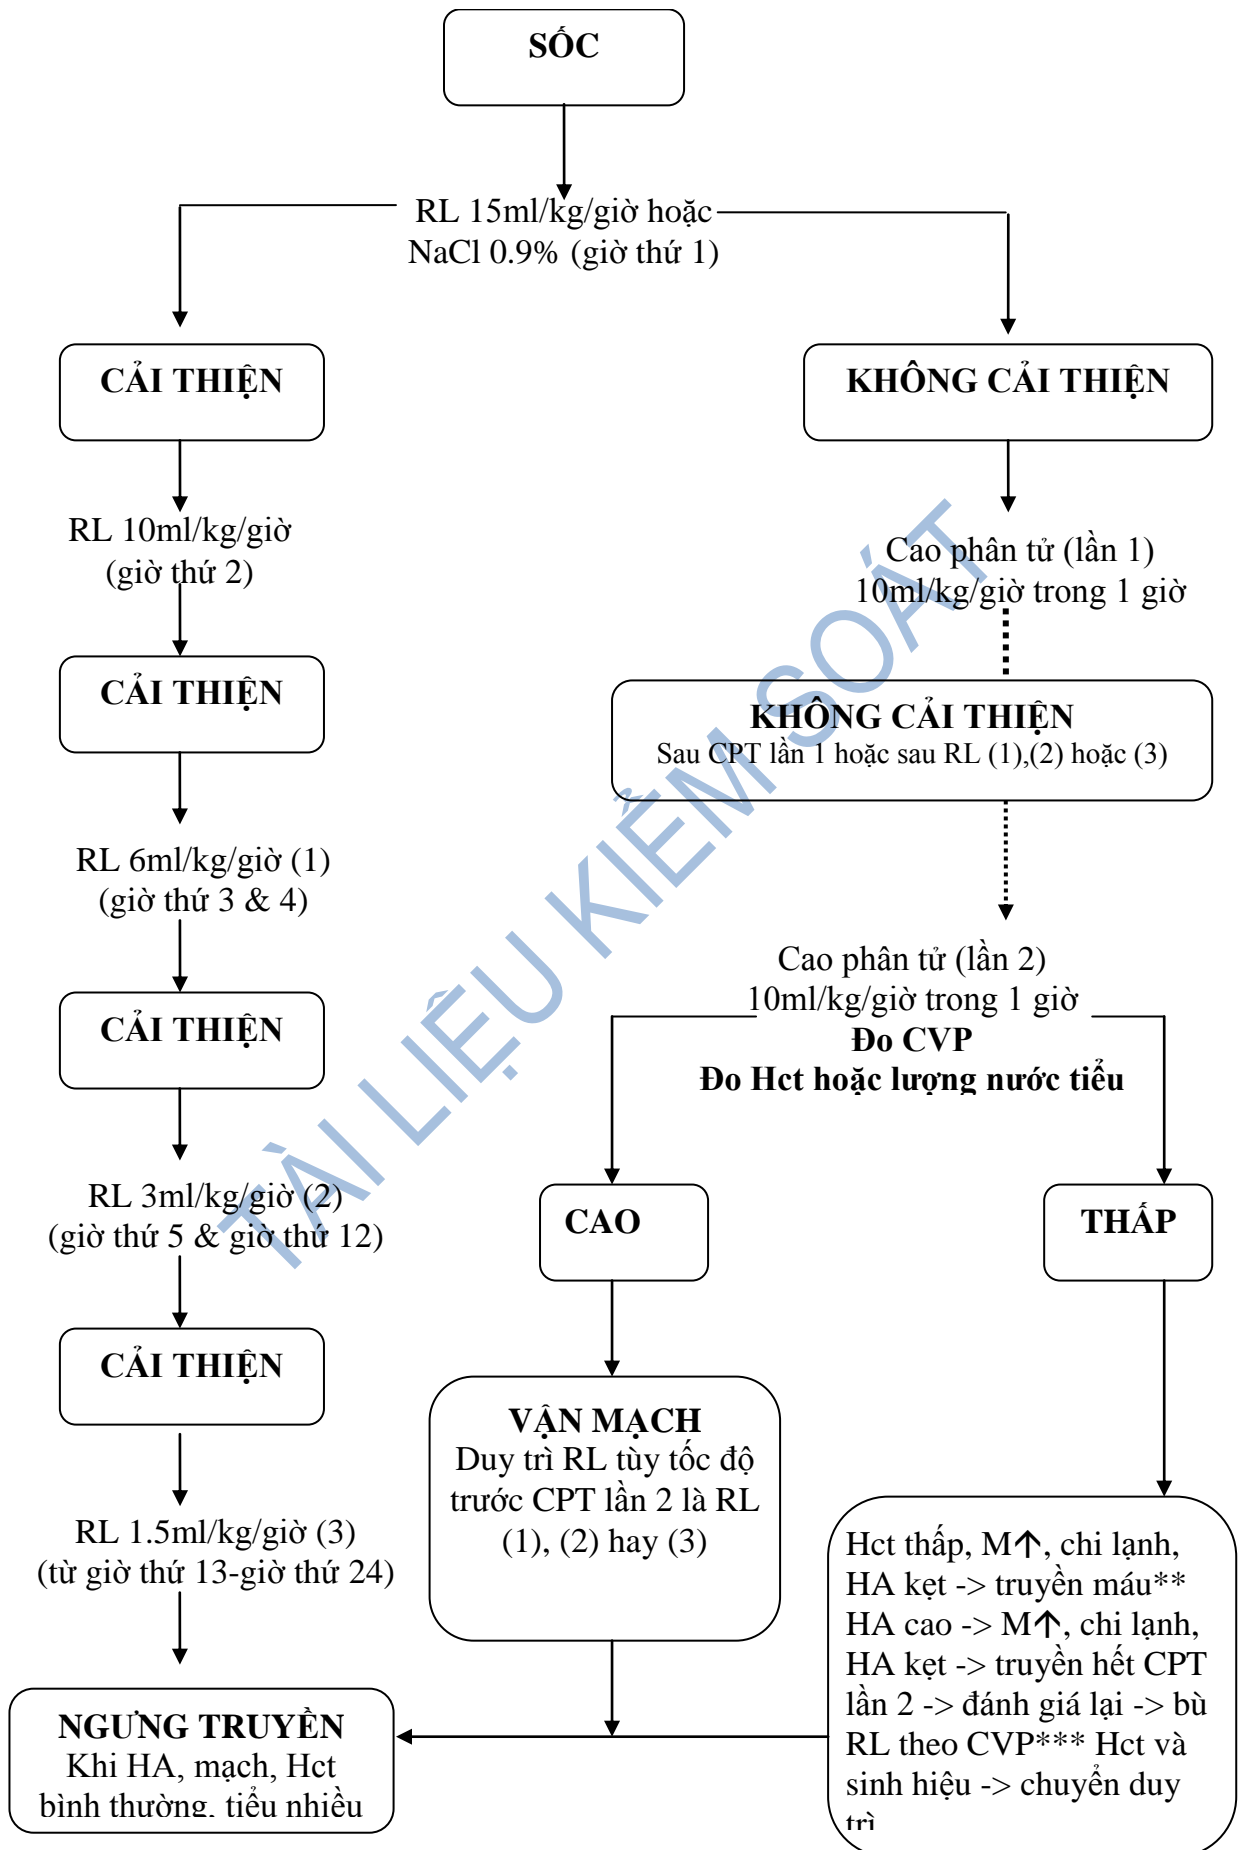 SỐC
RL 15ml/kg/giờ hoặc
NaCl 0.9% (giờ thứ 1)
CẢI THIỆN
KHÔNG CẢI THIỆN
RL 10ml/kg/giờ
(giờ thứ 2)
Cao phân tử (lần 1)
10ml/kg/giờ trong 1 giờ
CẢI THIỆN
KHÔNG CẢI THIỆN
Sau CPT lần 1 hoặc sau RL (1),(2) hoặc (3)
RL 6ml/kg/giờ (1)
(giờ thứ 3 & 4)
Cao phân tử (lần 2)
10ml/kg/giờ trong 1 giờ
Đo CVP
Đo Hct hoặc lượng nước tiểu
CẢI THIỆN
RL 3ml/kg/giờ (2)
(giờ thứ 5 & giờ thứ 12)
CAO
THẤP
CẢI THIỆN
VẬN MẠCH
Duy trì RL tùy tốc độ
trước CPT lần 2 là RL
(1), (2) hay (3)
RL 1.5ml/kg/giờ (3)
(từ giờ thứ 13-giờ thứ 24)
Hct thấp, M↑, chi lạnh,
HA kẹt -> truyền máu**
HA cao -> M↑, chi lạnh,
HA kẹt -> truyền hết CPT
lần 2 -> đánh giá lại -> bù
RL theo CVP*** Hct và
sinh hiệu -> chuyển duy
trì
NGƯNG TRUYỀN
Khi HA, mạch, Hct
bình thường, tiểu nhiều
TÀI LIỆU KIỂM SOÁT